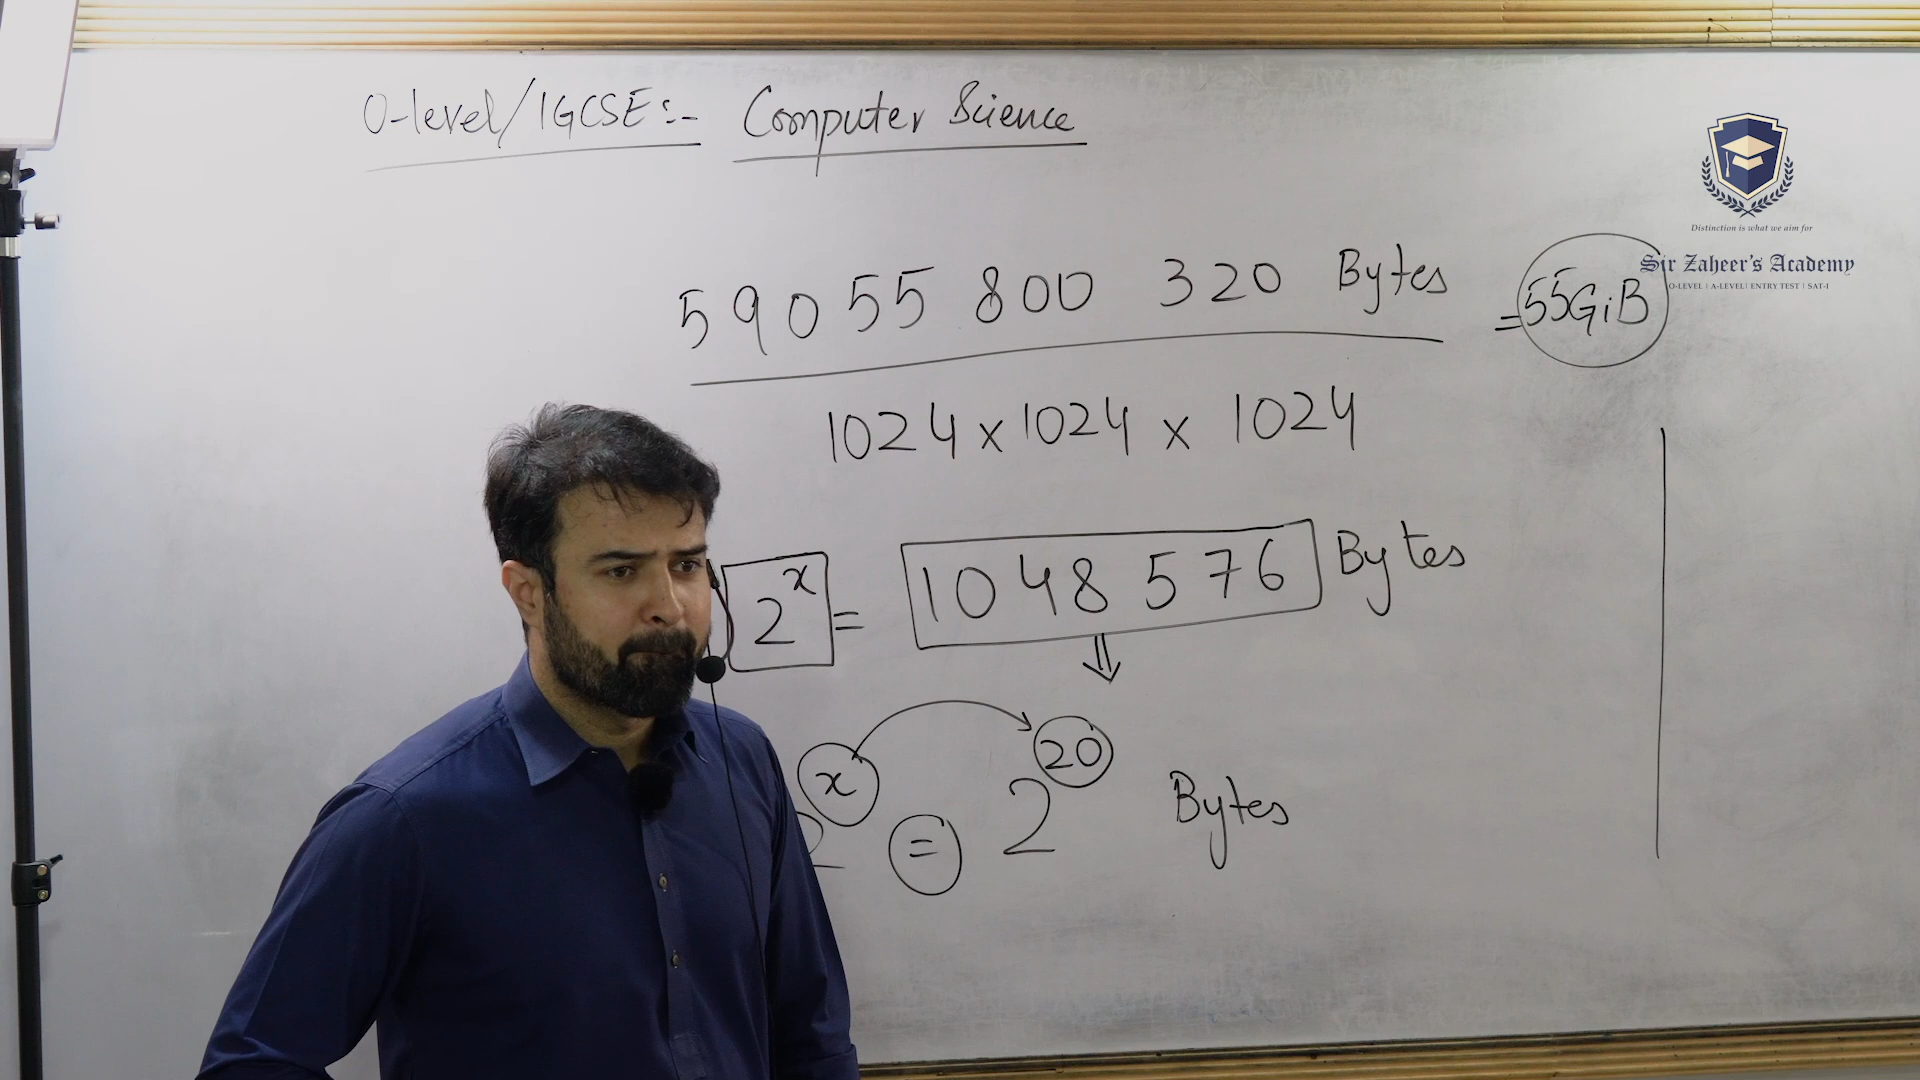 O-level/IGCSE:- Computer Science
Distinction is what we aim for
Sir Zaheer's Academy
O-LEVEL | A-LEVEL | ENTRY TEST | SAT-I
59055 800 320 Bytes
= 55GiB
1024 x 1024 x 1024
2^x = 1048576 Bytes
2^x = 2^20 Bytes